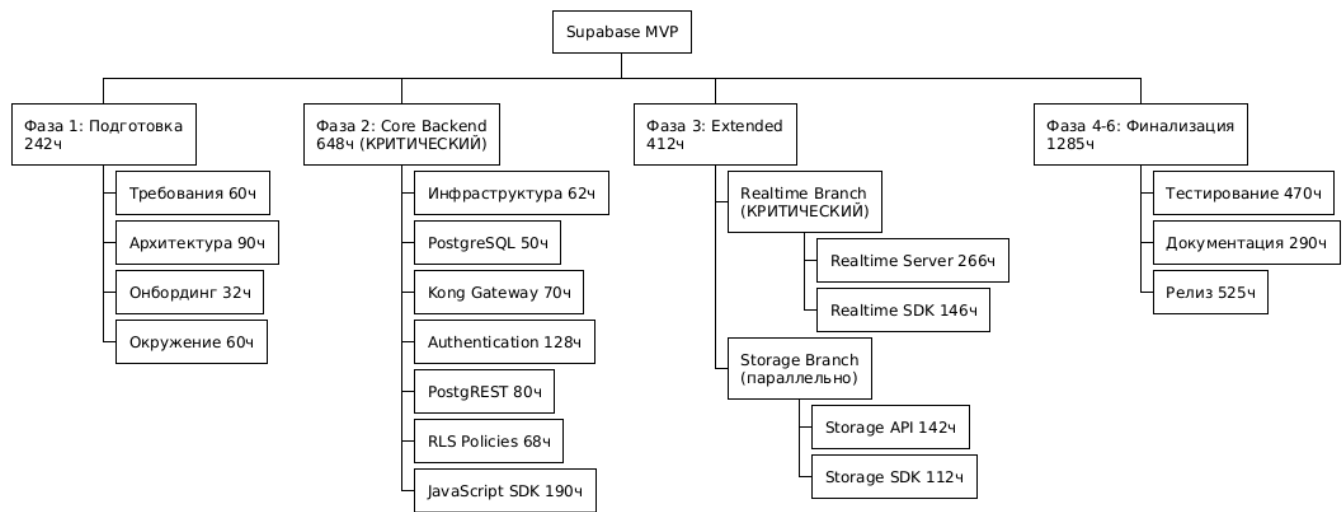 Supabase MVP
Фаза 1: Подготовка
242ч
Требования 60ч
Архитектура 90ч
Онбординг 32ч
Окружение 60ч
Фаза 2: Core Backend
648ч (КРИТИЧЕСКИЙ)
Инфраструктура 62ч
PostgreSQL 50ч
Kong Gateway 70ч
Authentication 128ч
PostgREST 80ч
RLS Policies 68ч
JavaScript SDK 190ч
Фаза 3: Extended
412ч
Realtime Branch
(КРИТИЧЕСКИЙ)
Realtime Server 266ч
Realtime SDK 146ч
Storage Branch
(параллельно)
Storage API 142ч
Storage SDK 112ч
Фаза 4-6: Финализация
1285ч
Тестирование 470ч
Документация 290ч
Релиз 525ч